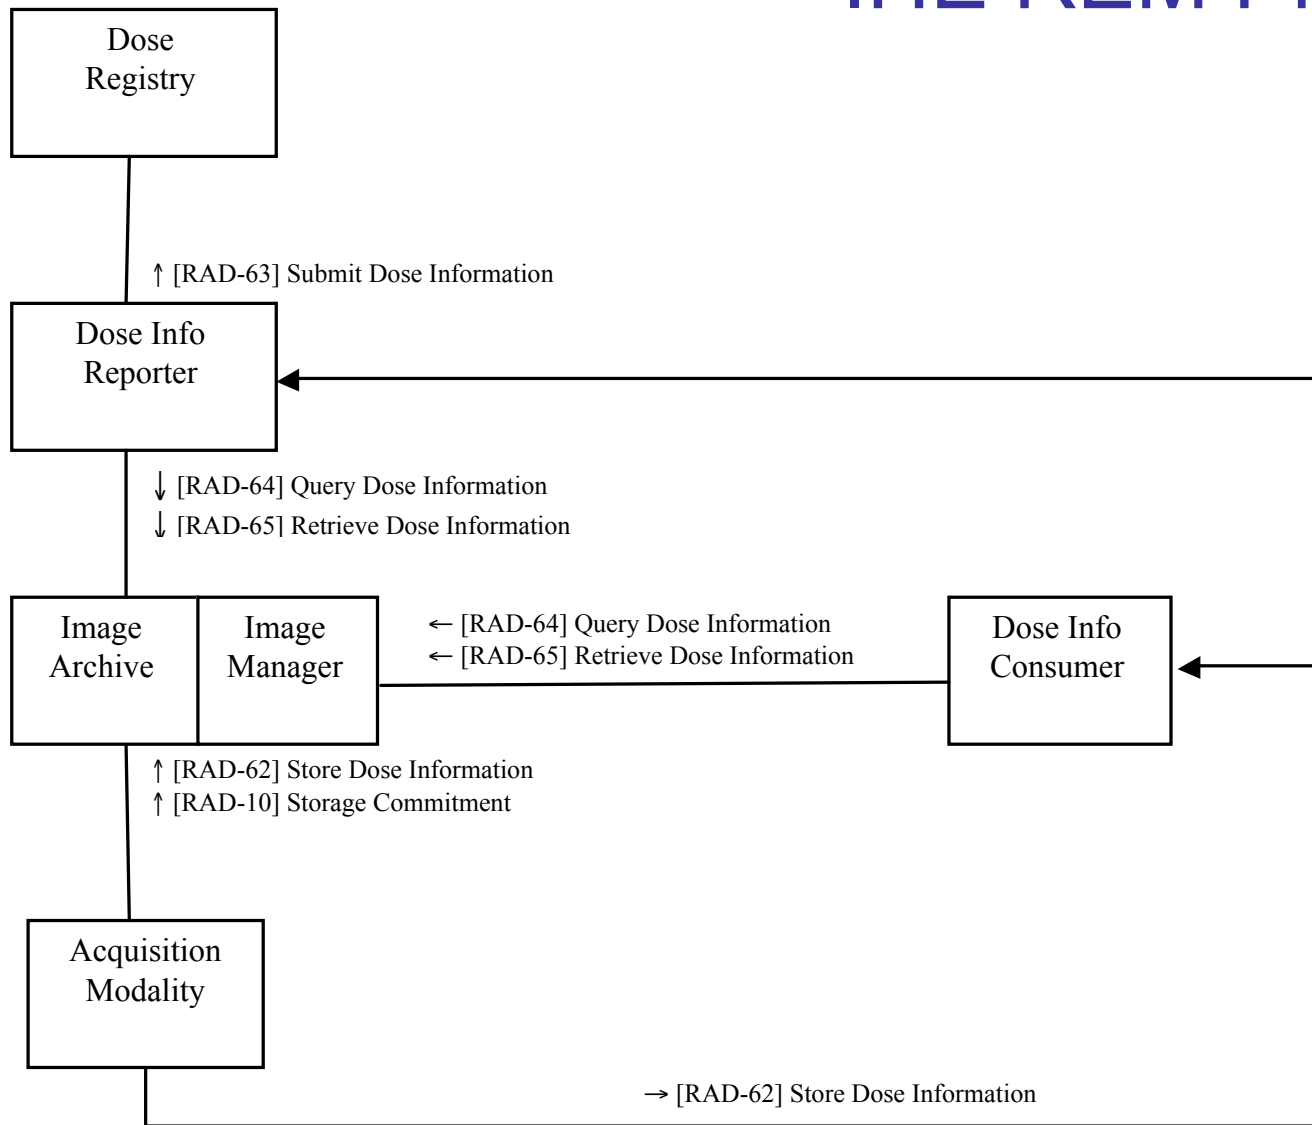 IHE REM
Dose
Registry
↑ [RAD-63] Submit Dose Information
Dose Info
Reporter
↓ [RAD-64] Query Dose Information
↓ [RAD-65] Retrieve Dose Information
Image
Archive
Image
Manager
← [RAD-64] Query Dose Information
← [RAD-65] Retrieve Dose Information
Dose Info
Consumer
↑ [RAD-62] Store Dose Information
↑ [RAD-10] Storage Commitment
Acquisition
Modality
→ [RAD-62] Store Dose Information